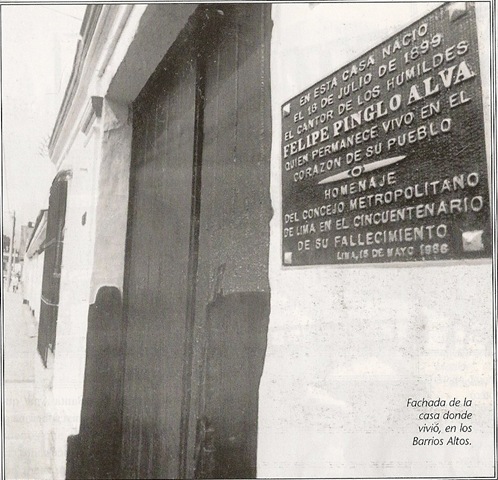 EN ESTA CASA NACIO
EL 18 DE JULIO DE 1899
EL CANTOR DE LOS HUMILDES
FELIPE PINGLO ALVA
QUIEN PERMANECE VIVO EN EL
CORAZON DE SU PUEBLO
HOMENAJE
DEL CONCEJO METROPOLITANO
DE LIMA EN EL CINCUENTENARIO
DE SU FALLECIMIENTO
LIMA, 15 DE MAYO 1986
Fachada de la
casa donde
vivió, en los
Barrios Altos.